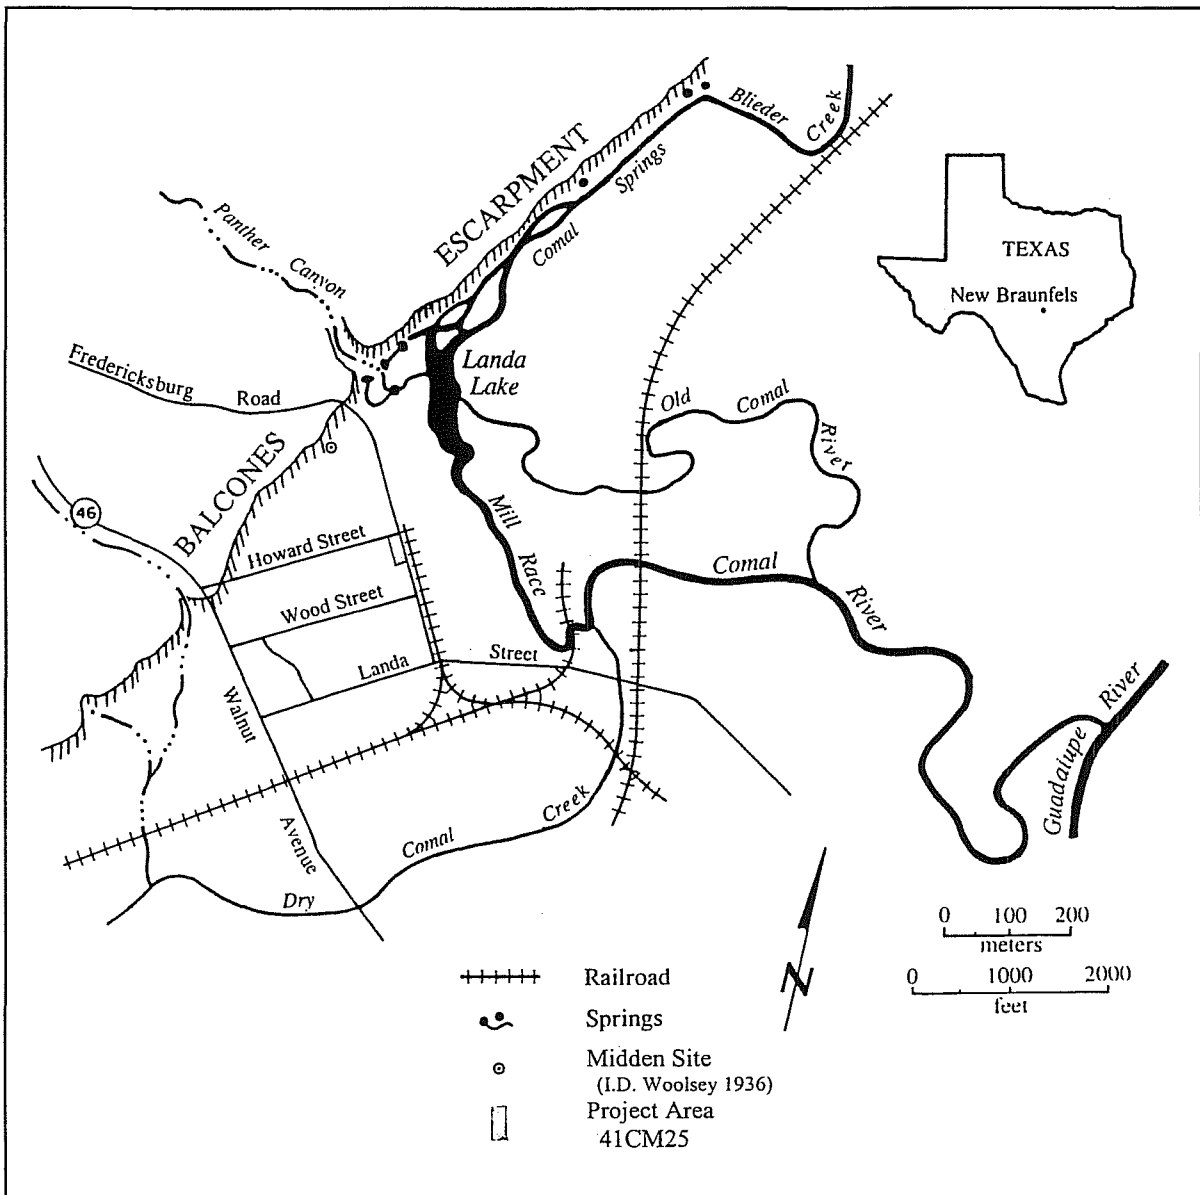 Blieder
Creek
ESCARPMENT
Springs
Comal
Panther
Canyon
TEXAS
New Braunfels
Landa
Lake
Fredericksburg
Road
Old
Comal
River
BALCONES
46
Howard Street
Mill
Race
Comal
River
Wood Street
Landa
Street
Walnut
Avenue
River
Guadalupe
Creek
Comal
Dry
0 100 200
meters
0 1000 2000
feet
N
Railroad
Springs
Midden Site
(I.D. Woolsey 1936)
Project Area
41CM25